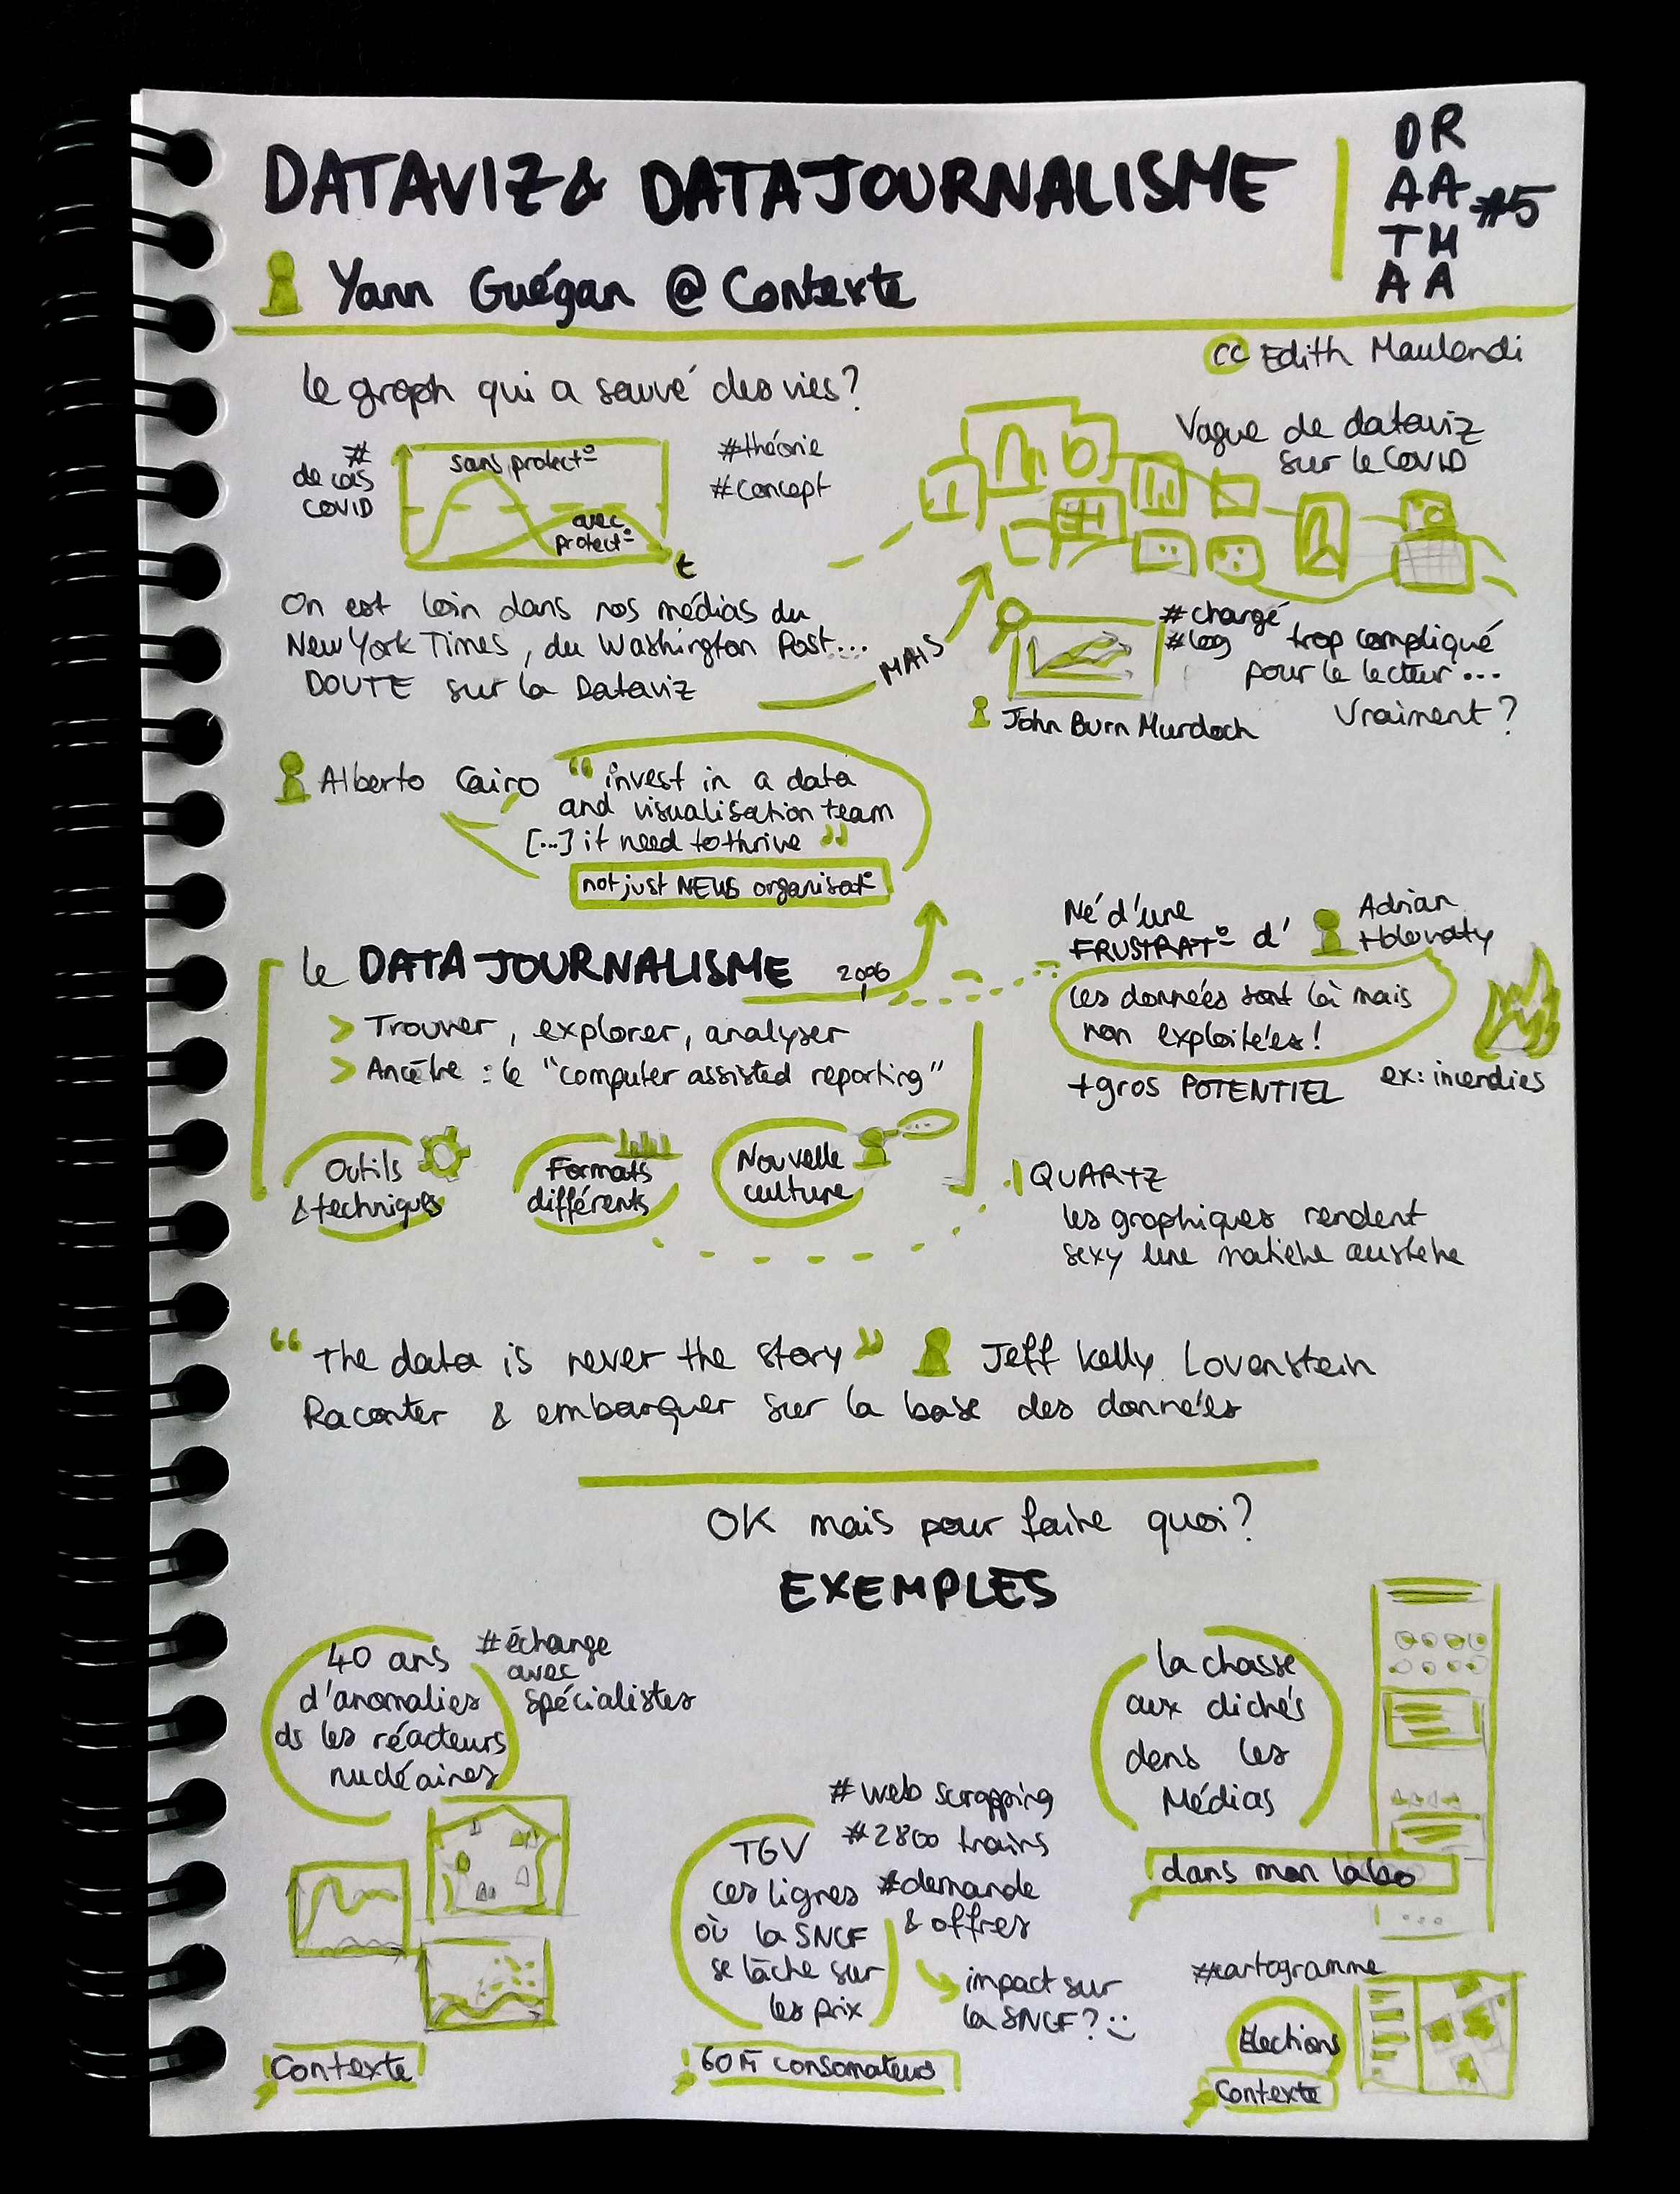 DATAVIZ & DATAJOURNALISME
DR
AA #5
TM
AA
Yann Guégan @ Contexte
cc Edith Maulandi
Le graph qui a sauvé des vies?
# de cas COVID
sans protect°
avec protect°
t
#théorie
#concept
Vague de dataviz
sur le COVID
On est loin dans nos médias du
New York Times, du Washington Post...
DOUTE sur la Dataviz
MAIS
#chargé
#log
trop compliqué
pour le lecteur...
Vraiment?
John Burn Murdoch
Alberto Cairo
"invest in a data
and visualisation team
[...] it need to thrive"
not just NEWS organisat°
le DATA JOURNALISME 2006
> Trouver, explorer, analyser
> Ancêtre : le "computer assisted reporting"
Outils
& techniques
Formats
différents
Nouvelle
culture
Né d'une
FRUSTRAT° d'
Adrian
Holovaty
Les données sont là mais
non exploitées!
+gros POTENTIEL
ex: incendies
QUARTZ
les graphiques rendent
sexy une matière austère
"The data is never the story" Jeff Kelly Lovenstein
Raconter & embarquer sur la base des données
OK mais pour faire quoi?
EXEMPLES
40 ans
d'anomalies
ds les réacteurs
nucléaires
#échange
avec
spécialistes
Contexte
TGV
ces lignes
où la SNCF
se lâche sur
les prix
# web scrapping
#2800 trains
#demande
& offres
impact sur
la SNCF? :)
60M consomateurs
la chasse
aux clichés
dans les
Médias
dans mon labo
#cartogramme
Elections
Contexte